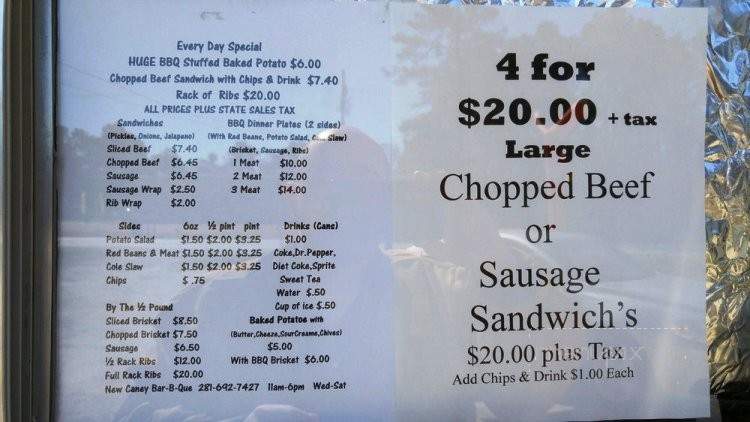 Every Day Special
HUGE BBQ Stuffed Baked Potato $6.00
Chopped Beef Sandwich with Chips & Drink $7.40
Rack of Ribs $20.00
ALL PRICES PLUS STATE SALES TAX
Sandwiches BBQ Dinner Plates (2 sides)
(Pickles, Onions, Jalapeno) (With Red Beans, Potato Salad, Cole Slaw)
Sliced Beef $7.40 (Brisket, Sausage, Ribs)
Chopped Beef $6.45 1 Meat $10.00
Sausage $6.45 2 Meat $12.00
Sausage Wrap $2.50 3 Meat $14.00
Rib Wrap $2.00
Sides 6oz ½ pint pint Drinks (Cans)
Potato Salad $1.50 $2.00 $3.25 $1.00
Red Beans & Meat $1.50 $2.00 $3.25 Coke,Dr.Pepper,
Cole Slaw $1.50 $2.00 $3.25 Diet Coke,Sprite
Chips $ .75 Sweet Tea
Water $.50
By The ½ Pound Cup of ice $.50
Sliced Brisket $8.50 Baked Potatoe with
Chopped Brisket $7.50 (Butter,Cheeze,SourCreame,Chives)
Sausage $6.50 $5.00
½ Rack Ribs $12.00 With BBQ Brisket $6.00
Full Rack Ribs $20.00
New Caney Bar-B-Que 281-692-7427 11am-6pm Wed-Sat
4 for
$20.00 + tax
Large
Chopped Beef
or
Sausage
Sandwich's
$20.00 plus Tax
Add Chips & Drink $1.00 Each